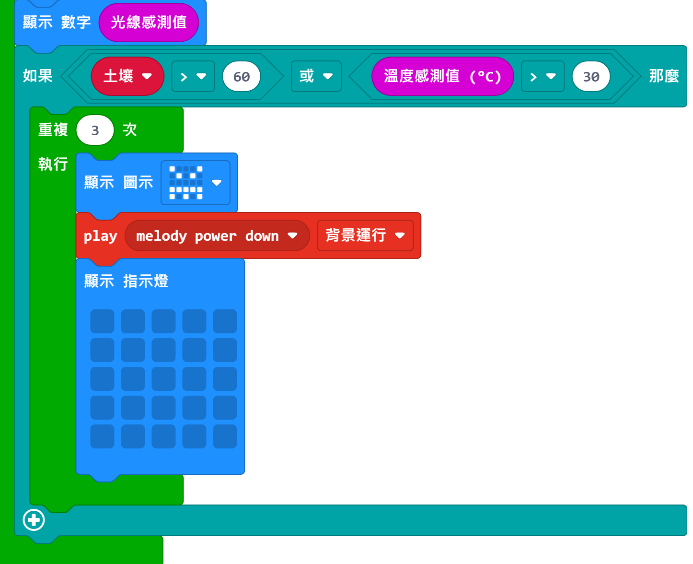 顯示 數字 光線感測值
如果 土壤 > 60 或 溫度感測值 (°C) > 30 那麼
重複 3 次
執行
顯示 圖示
play melody power down 背景運行
顯示 指示燈